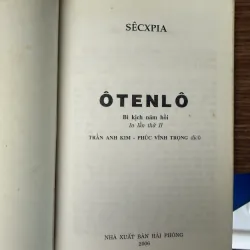 SÊCXPIA
ÔTENLÔ
Bi kịch năm hồi
In lần thứ II
TRẦN ANH KIM - PHÚC VĨNH TRỌNG dịch
NHÀ XUẤT BẢN HẢI PHÒNG
2006